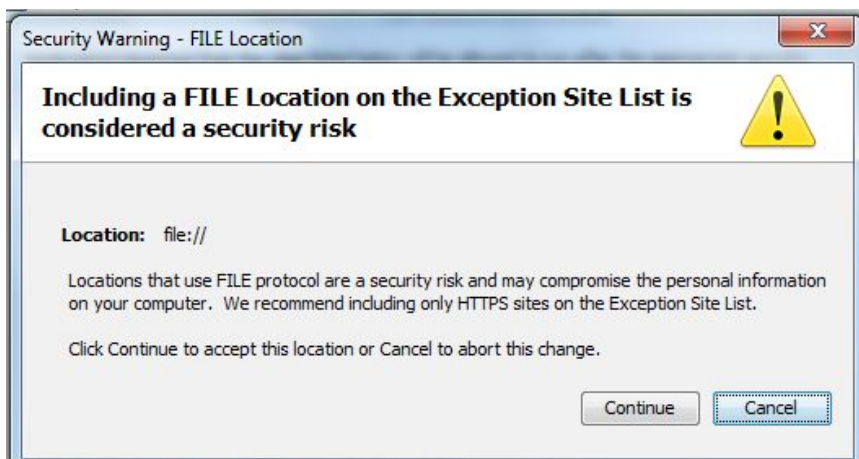 Security Warning - FILE Location
Including a FILE Location on the Exception Site List is
considered a security risk
Location: file://
Locations that use FILE protocol are a security risk and may compromise the personal information
on your computer. We recommend including only HTTPS sites on the Exception Site List.
Click Continue to accept this location or Cancel to abort this change.
Continue Cancel